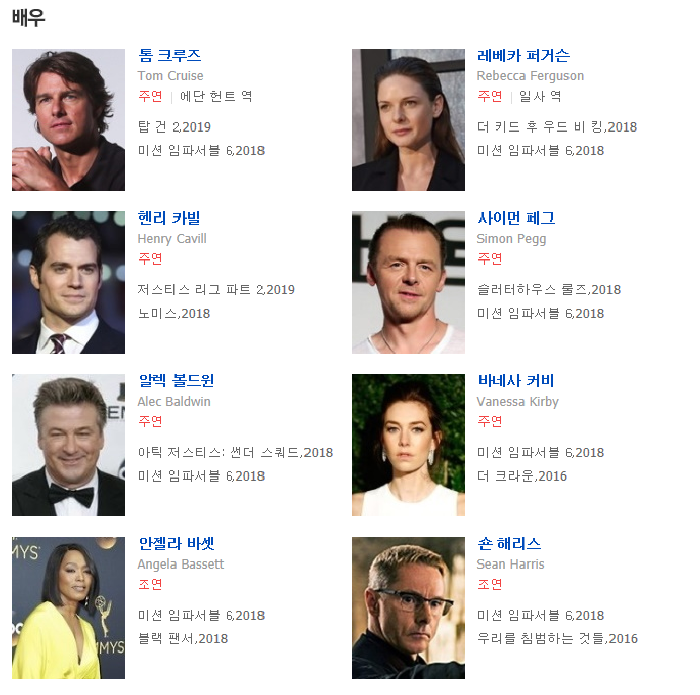 배우
톰 크루즈
Tom Cruise
주연 | 에단 헌트 역
탑 건 2,2019
미션 임파서블 6,2018
레베카 퍼거슨
Rebecca Ferguson
주연 | 일사 역
더 키드 후 우드 비 킹,2018
미션 임파서블 6,2018
헨리 카빌
Henry Cavill
주연
저스티스 리그 파트 2,2019
노미스,2018
사이먼 페그
Simon Pegg
주연
슬러터하우스 룰즈,2018
미션 임파서블 6,2018
알렉 볼드윈
Alec Baldwin
주연
아틱 저스티스: 썬더 스쿼드,2018
미션 임파서블 6,2018
바네사 커비
Vanessa Kirby
주연
미션 임파서블 6,2018
더 크라운,2016
안젤라 바셋
Angela Bassett
조연
미션 임파서블 6,2018
블랙 팬서,2018
숀 해리스
Sean Harris
조연
미션 임파서블 6,2018
우리를 침범하는 것들,2016
MYS